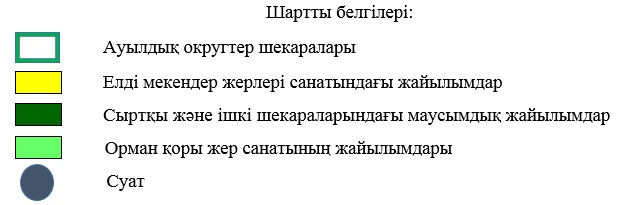 Шартты белгілері:
Ауылдық округтер шекаралары
Елді мекендер жерлері санатындағы жайылымдар
Сыртқы және ішкі шекараларындағы маусымдық жайылымдар
Орман қоры жер санатының жайылымдары
Суат